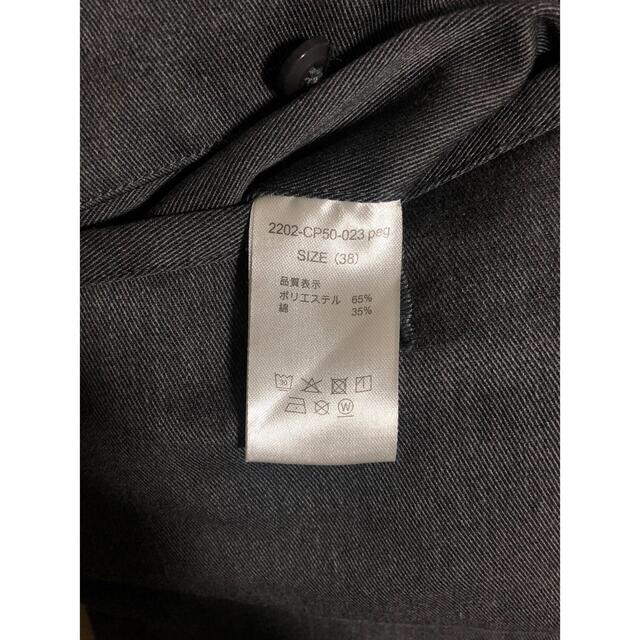 2202-CP50-023 peg
SIZE (38)
品質表示
ポリエステル 65%
綿 35%
30
W